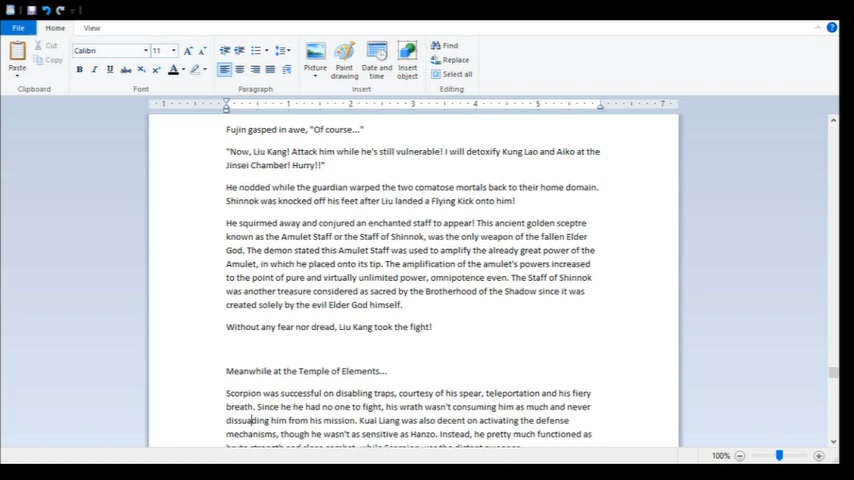 File Home View
Cut
Copy
Paste
Clipboard
Calibri 11
B I U abc X₂ X² A
Font
Paragraph
Picture
Paint drawing
Date and time
Insert object
Insert
Find
Replace
Select all
Editing
1 1 2 3 4 5 7
Fujin gasped in awe, "Of course..."
"Now, Liu Kang! Attack him while he's still vulnerable! I will detoxify Kung Lao and Aiko at the
Jinsei Chamber! Hurry!!"
He nodded while the guardian warped the two comatose mortals back to their home domain.
Shinnok was knocked off his feet after Liu landed a Flying Kick onto him!
He squirmed away and conjured an enchanted staff to appear! This ancient golden sceptre
known as the Amulet Staff or the Staff of Shinnok, was the only weapon of the fallen Elder
God. The demon stated this Amulet Staff was used to amplify the already great power of the
Amulet, in which he placed onto its tip. The amplification of the amulet's powers increased
to the point of pure and virtually unlimited power, omnipotence even. The Staff of Shinnok
was another treasure considered as sacred by the Brotherhood of the Shadow since it was
created solely by the evil Elder God himself.
Without any fear nor dread, Liu Kang took the fight!
Meanwhile at the Temple of Elements...
Scorpion was successful on disabling traps, courtesy of his spear, teleportation and his fiery
breath. Since he he had no one to fight, his wrath wasn't consuming him as much and never
dissuading him from his mission. Kuai Liang was also decent on activating the defense
mechanisms, though he wasn't as sensitive as Hanzo. Instead, he pretty much functioned as
100%